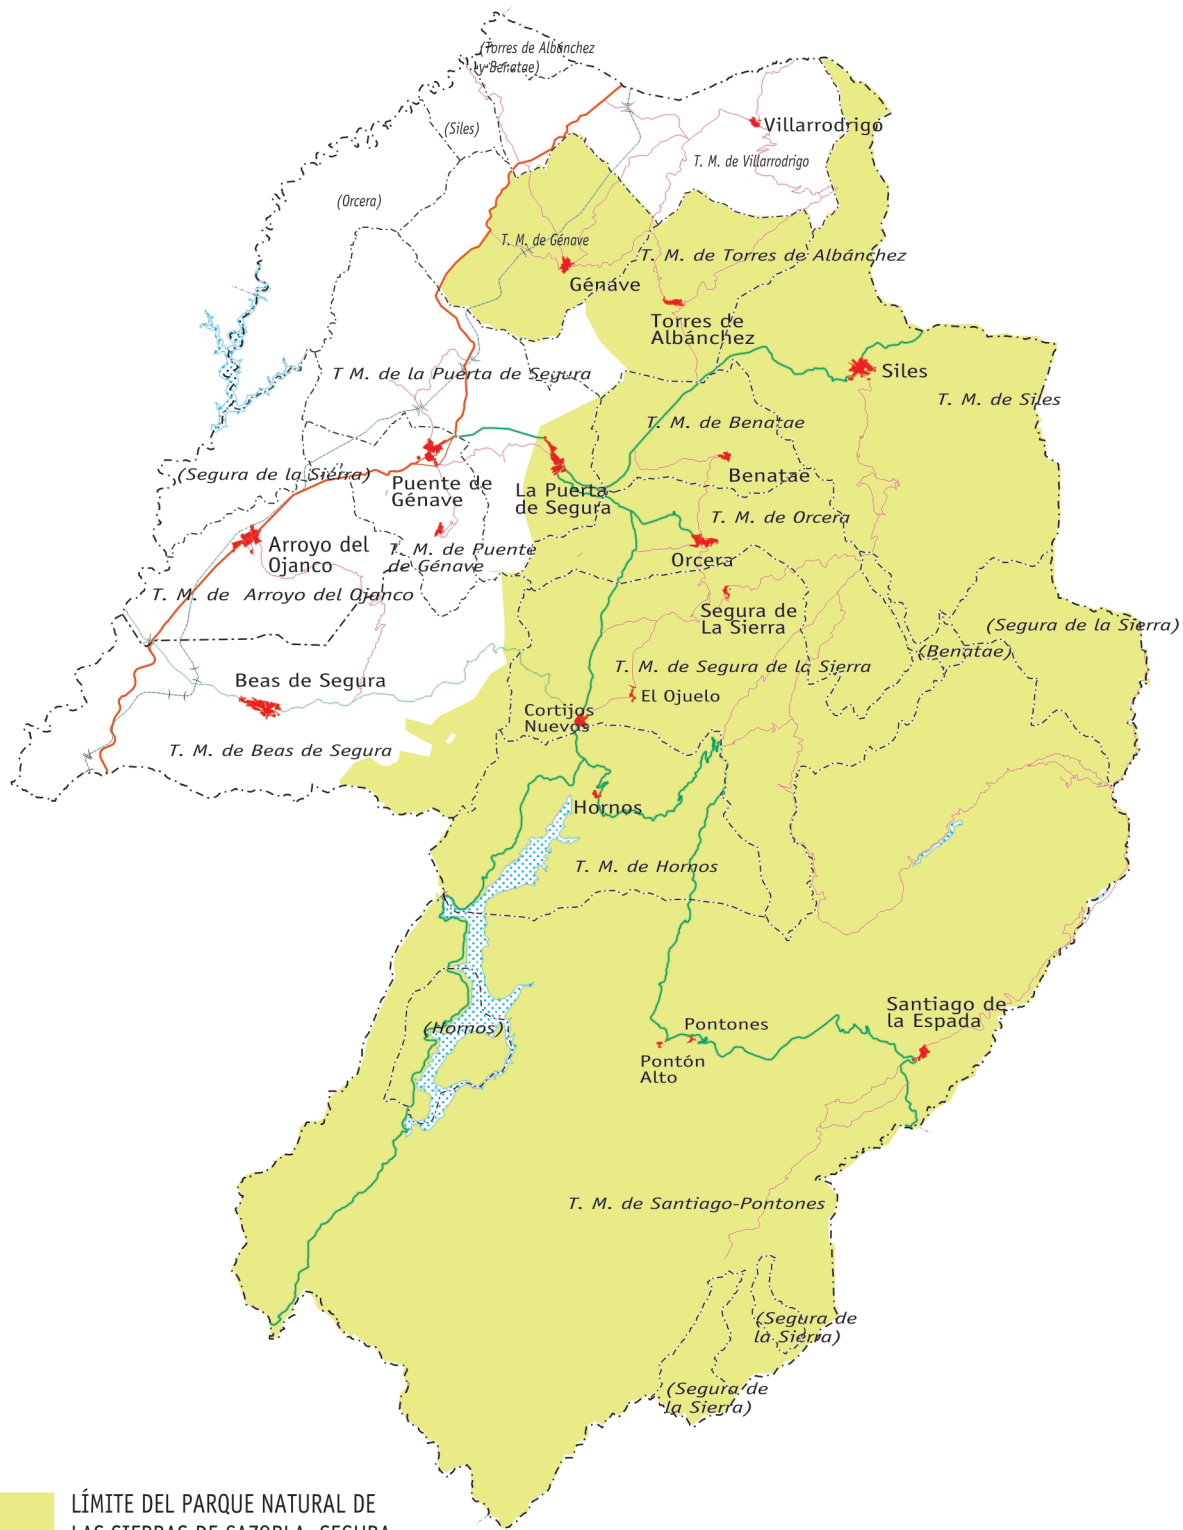 (Torres de Albánchez
y Benatae)
(Siles)
Villarrodrigo
T. M. de Villarrodrigo
(Orcera)
T. M. de Génave
T. M. de Torres de Albánchez
Génave
Torres de
Albánchez
Siles
T M. de la Puerta de Segura
T. M. de Siles
T. M. de Benatae
(Segura de la Sierra)
Puente de
Génave
La Puerta
de Segura
Benatae
T. M. de Orcera
Arroyo del
Ojanco
T. M. de Puente
de Génave
Orcera
T. M. de Arroyo del Ojanco
Segura de
La Sierra
(Segura de la Sierra)
(Benatae)
T. M. de Segura de la Sierra
Beas de Segura
El Ojuelo
Cortijos
Nuevos
T. M. de Beas de Segura
Hornos
T. M. de Hornos
Santiago de
la Espada
(Hornos)
Pontones
Pontón
Alto
T. M. de Santiago-Pontones
(Segura de
la Sierra)
(Segura de
la Sierra)
LÍMITE DEL PARQUE NATURAL DE
LAS SIERRAS DE CAZORLA, SEGURA